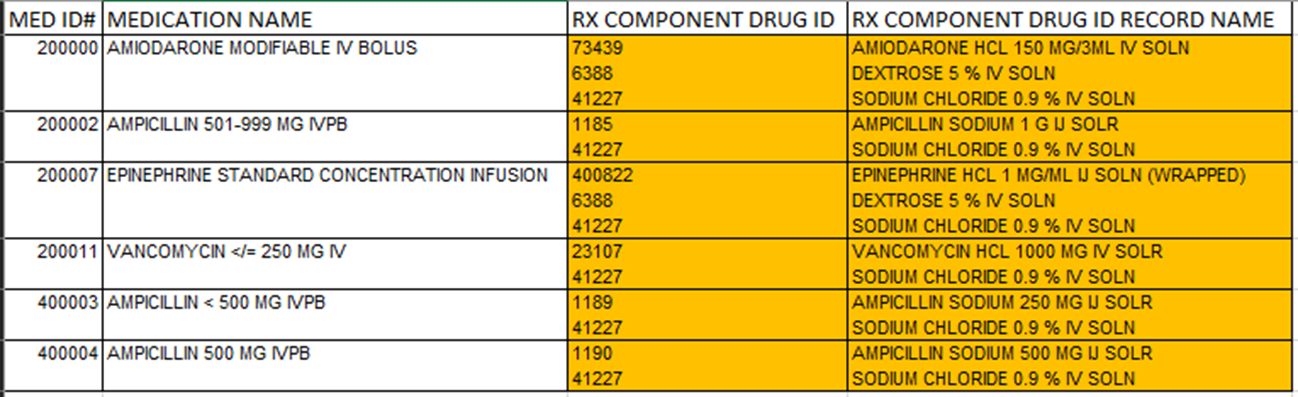 MED ID# MEDICATION NAME RX COMPONENT DRUG ID RX COMPONENT DRUG ID RECORD NAME
200000 AMIODARONE MODIFIABLE IV BOLUS 73439 AMIODARONE HCL 150 MG/3ML IV SOLN
6388 DEXTROSE 5 % IV SOLN
41227 SODIUM CHLORIDE 0.9 % IV SOLN
200002 AMPICILLIN 501-999 MG IVPB 1185 AMPICILLIN SODIUM 1 G IJ SOLR
41227 SODIUM CHLORIDE 0.9 % IV SOLN
200007 EPINEPHRINE STANDARD CONCENTRATION INFUSION 400822 EPINEPHRINE HCL 1 MG/ML IJ SOLN (WRAPPED)
6388 DEXTROSE 5 % IV SOLN
41227 SODIUM CHLORIDE 0.9 % IV SOLN
200011 VANCOMYCIN </= 250 MG IV 23107 VANCOMYCIN HCL 1000 MG IV SOLR
41227 SODIUM CHLORIDE 0.9 % IV SOLN
400003 AMPICILLIN < 500 MG IVPB 1189 AMPICILLIN SODIUM 250 MG IJ SOLR
41227 SODIUM CHLORIDE 0.9 % IV SOLN
400004 AMPICILLIN 500 MG IVPB 1190 AMPICILLIN SODIUM 500 MG IJ SOLR
41227 SODIUM CHLORIDE 0.9 % IV SOLN